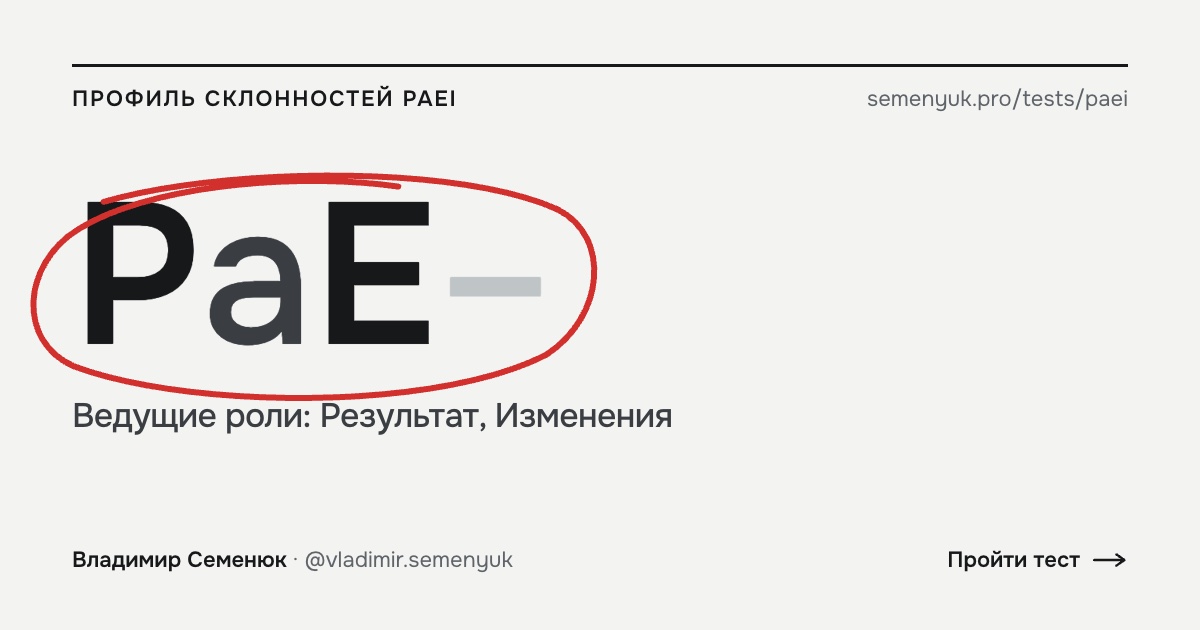 ПРОФИЛЬ СКЛОННОСТЕЙ PAEI
semenyuk.pro/tests/paei
PaE–
Ведущие роли: Результат, Изменения
Владимир Семенюк · @vladimir.semenyuk
Пройти тест →